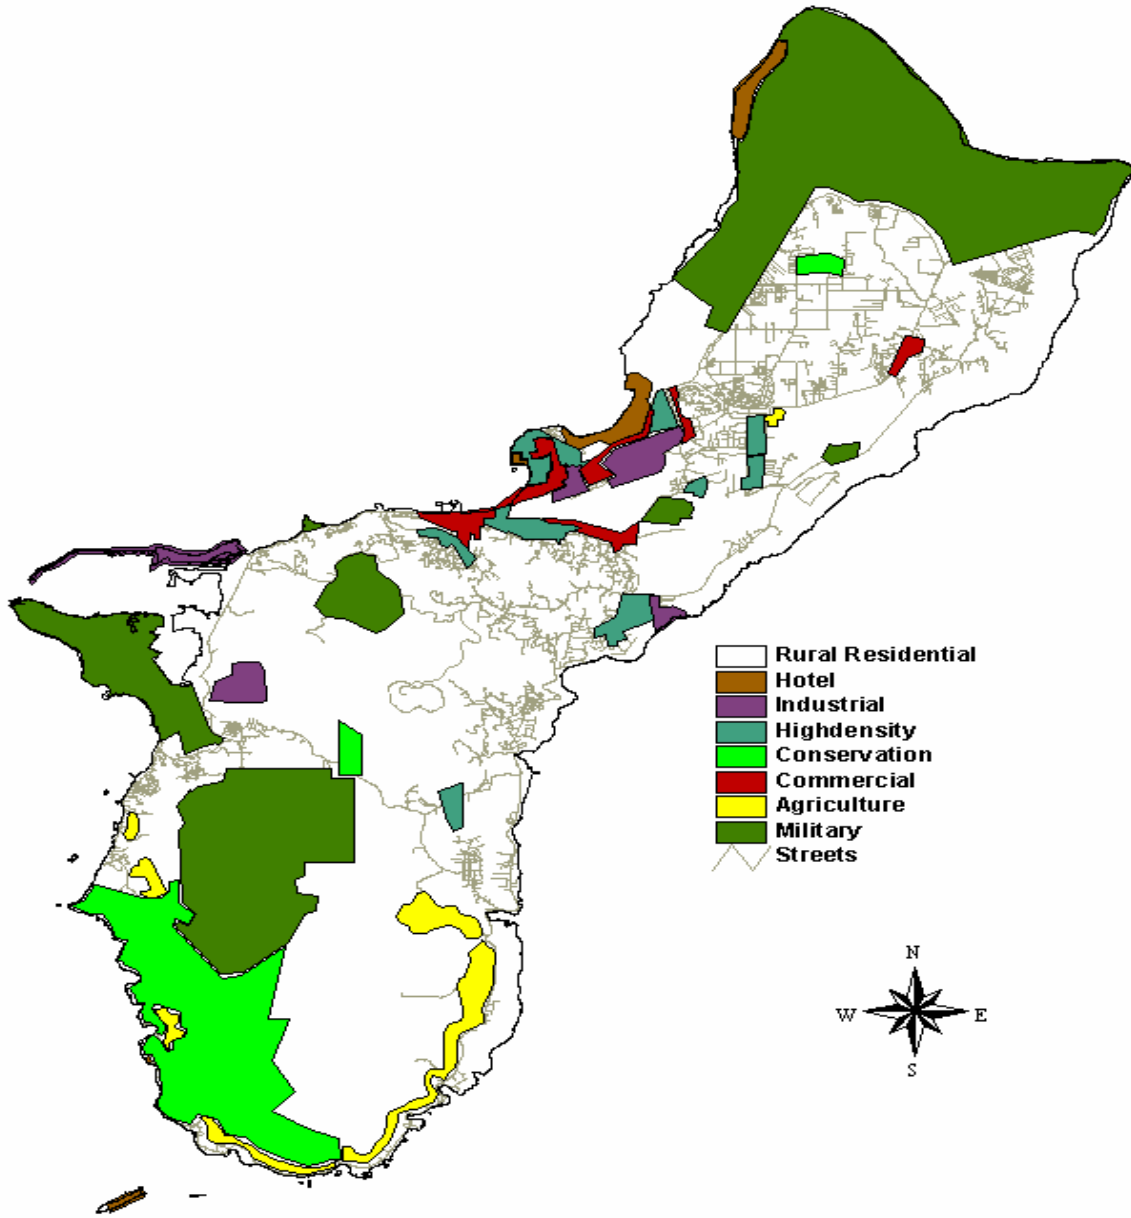 Rural Residential
Hotel
Industrial
Highdensity
Conservation
Commercial
Agriculture
Military
Streets
N
W E
S